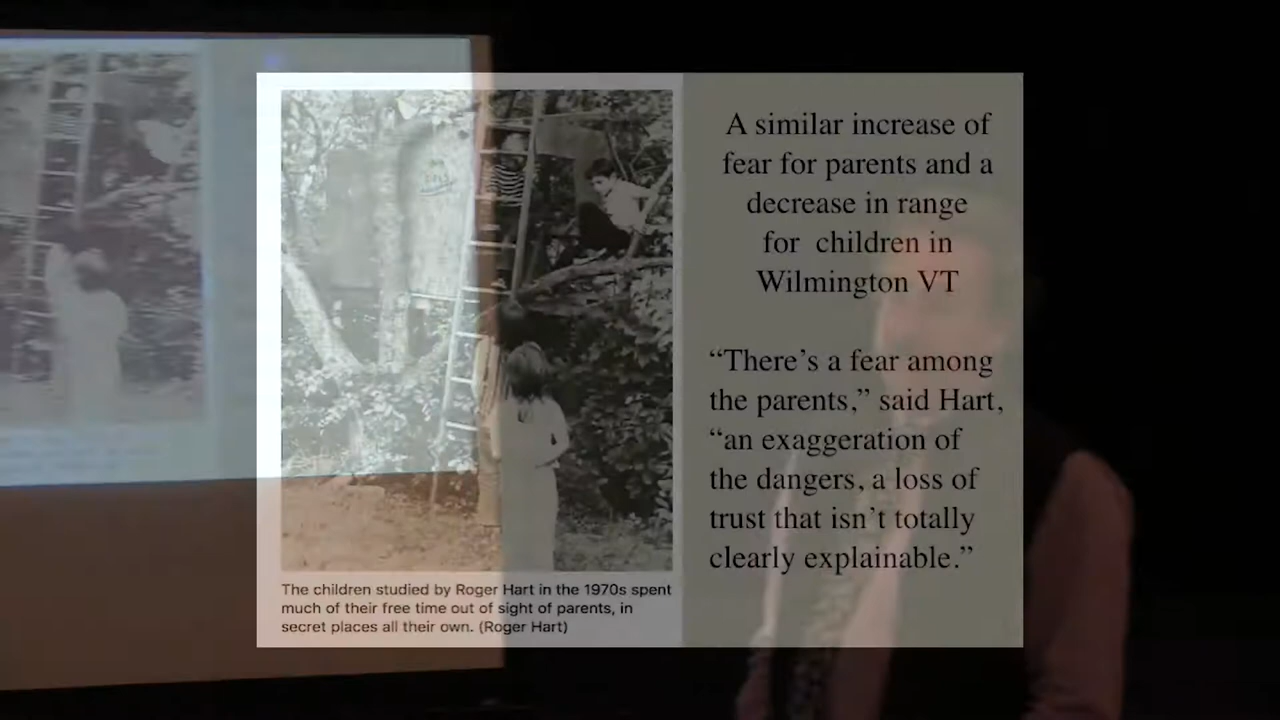 A similar increase of
fear for parents and a
decrease in range
for children in
Wilmington VT
“There’s a fear among
the parents,” said Hart,
“an exaggeration of
the dangers, a loss of
trust that isn’t totally
clearly explainable.”
The children studied by Roger Hart in the 1970s spent
much of their free time out of sight of parents, in
secret places all their own. (Roger Hart)